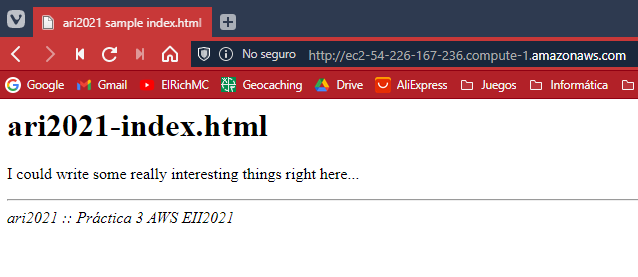 ari2021 sample index.html
No seguro http://ec2-54-226-167-236.compute-1.amazonaws.com
Google Gmail ElRichMC Geocaching Drive AliExpress Juegos Informática
ari2021-index.html
I could write some really interesting things right here...
ari2021 :: Práctica 3 AWS EII2021